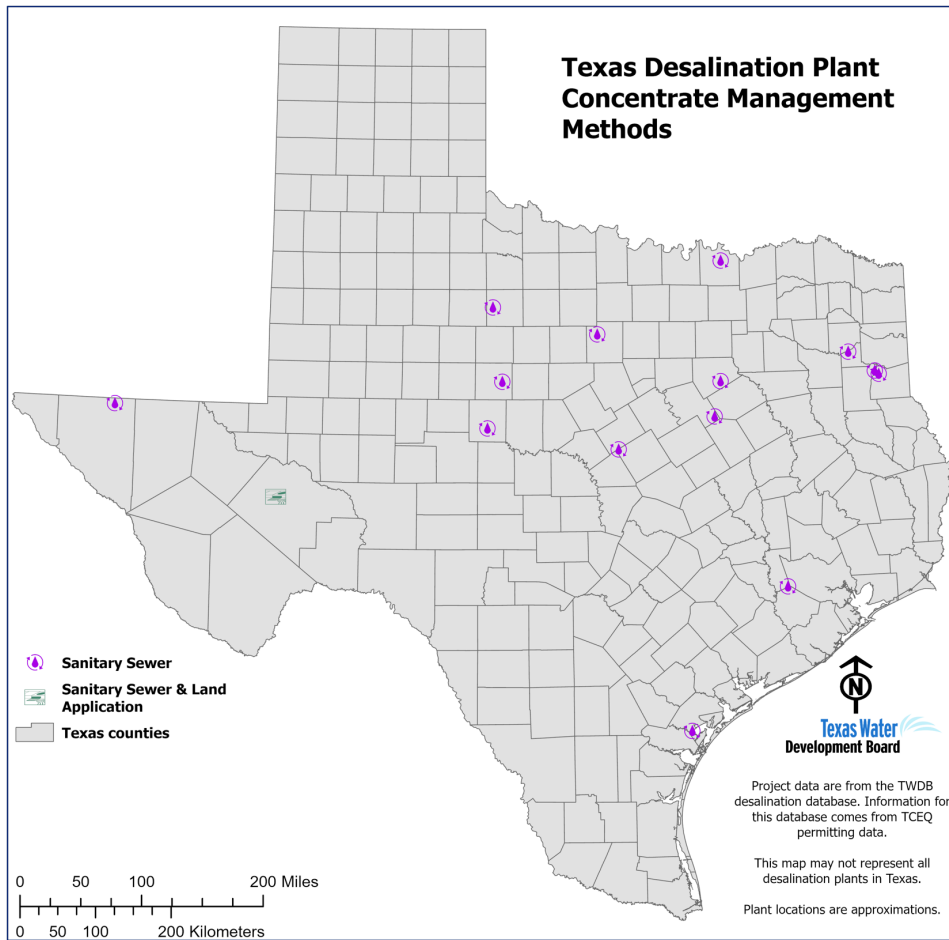 Texas Desalination Plant
Concentrate Management
Methods
Sanitary Sewer
Sanitary Sewer & Land
Application
Texas counties
N
Texas Water
Development Board
Project data are from the TWDB
desalination database. Information for
this database comes from TCEQ
permitting data.
This map may not represent all
desalination plants in Texas.
Plant locations are approximations.
0 50 100 200 Miles
0 50 100 200 Kilometers